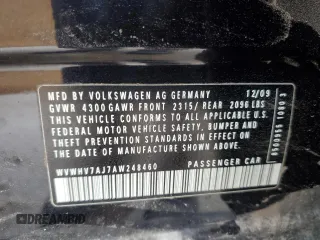 MFD BY VOLKSWAGEN AG GERMANY 12/09
GVWR 4300 GAWR FRONT 2315/ REAR 2096 LBS
THIS VEHICLE CONFORMS TO ALL APPLICABLE U.S.
FEDERAL MOTOR VEHICLE SAFETY, BUMPER AND
THEFT PREVENTION STANDARDS IN EFFECT ON
THE DATE OF MANUFACTURE SHOWN ABOVE.
WVWHV7AJ7AW248460 PASSENGER CAR
BIDFAX.INFO